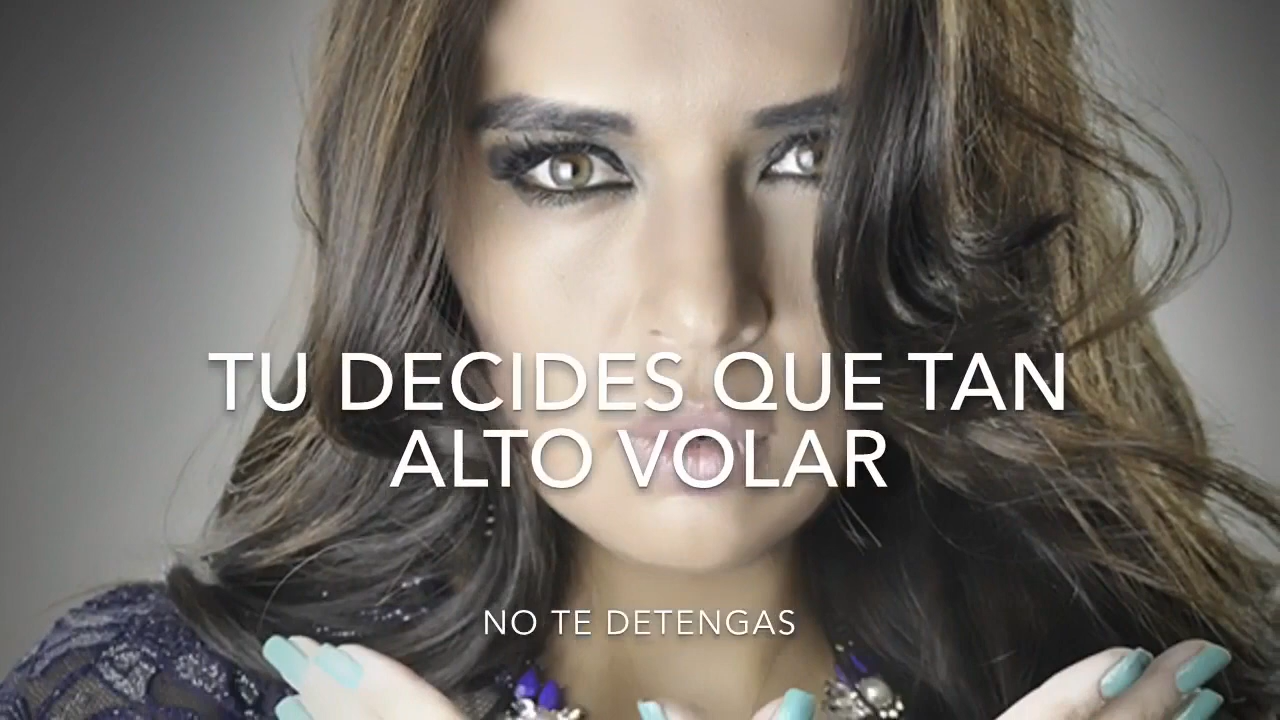 TU DECIDES QUE TAN
ALTO VOLAR
NO TE DETENGAS